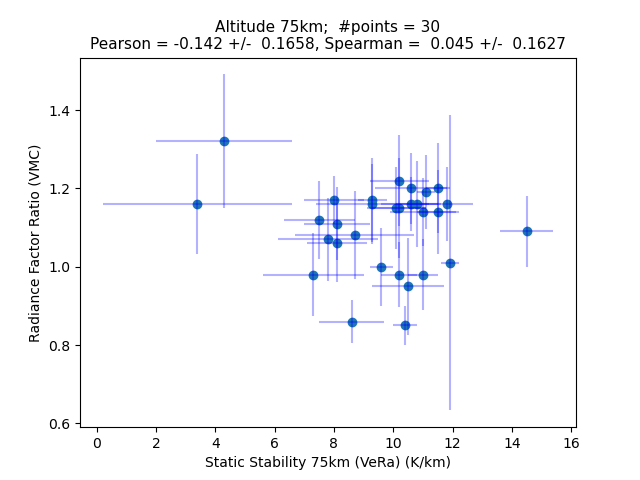 Altitude 75km;  #points = 30
Pearson = -0.142 +/-  0.1658, Spearman =  0.045 +/-  0.1627
Radiance Factor Ratio (VMC)
1.4
1.2
1.0
0.8
0.6
0 2 4 6 8 10 12 14 16
Static Stability 75km (VeRa) (K/km)